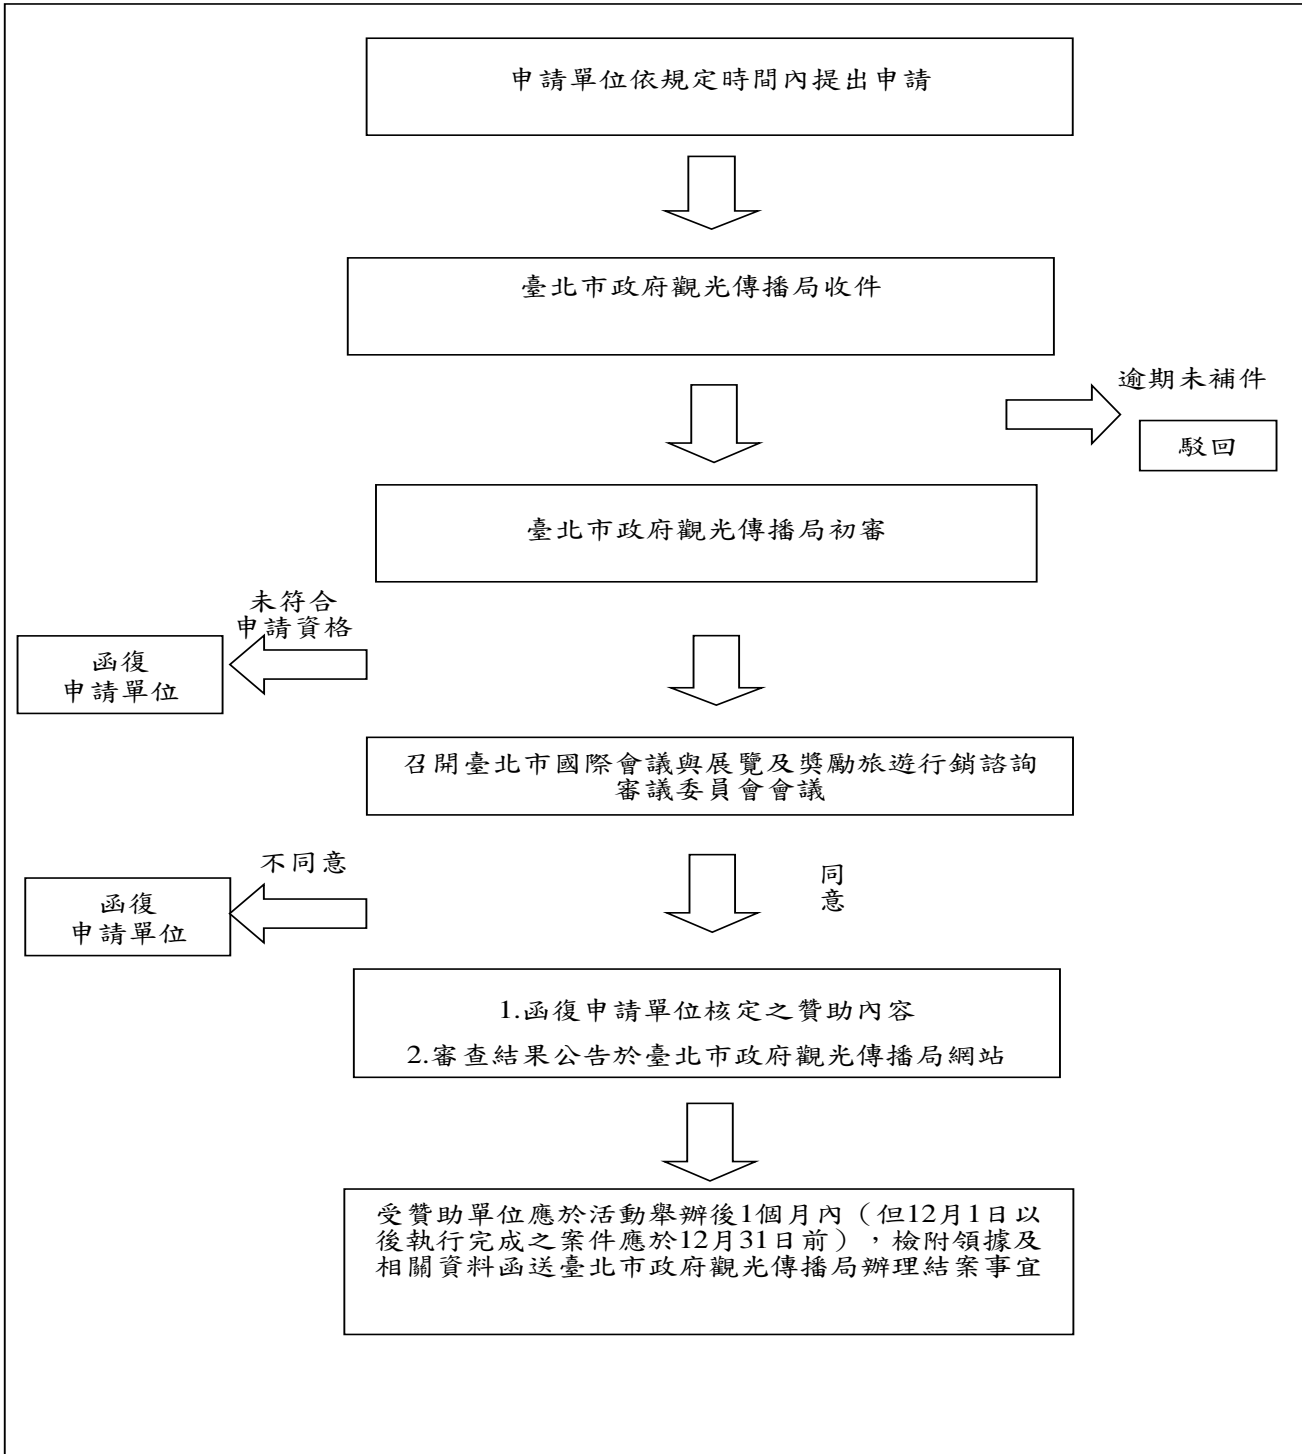 申請單位依規定時間內提出申請
臺北市政府觀光傳播局收件
逾期未補件
駁回
臺北市政府觀光傳播局初審
未符合
申請資格
函復
申請單位
召開臺北市國際會議與展覽及獎勵旅遊行銷諮詢
審議委員會會議
不同意
同
意
函復
申請單位
1.函復申請單位核定之贊助內容
2.審查結果公告於臺北市政府觀光傳播局網站
受贊助單位應於活動舉辦後1個月內（但12月1日以
後執行完成之案件應於12月31日前），檢附領據及
相關資料函送臺北市政府觀光傳播局辦理結案事宜